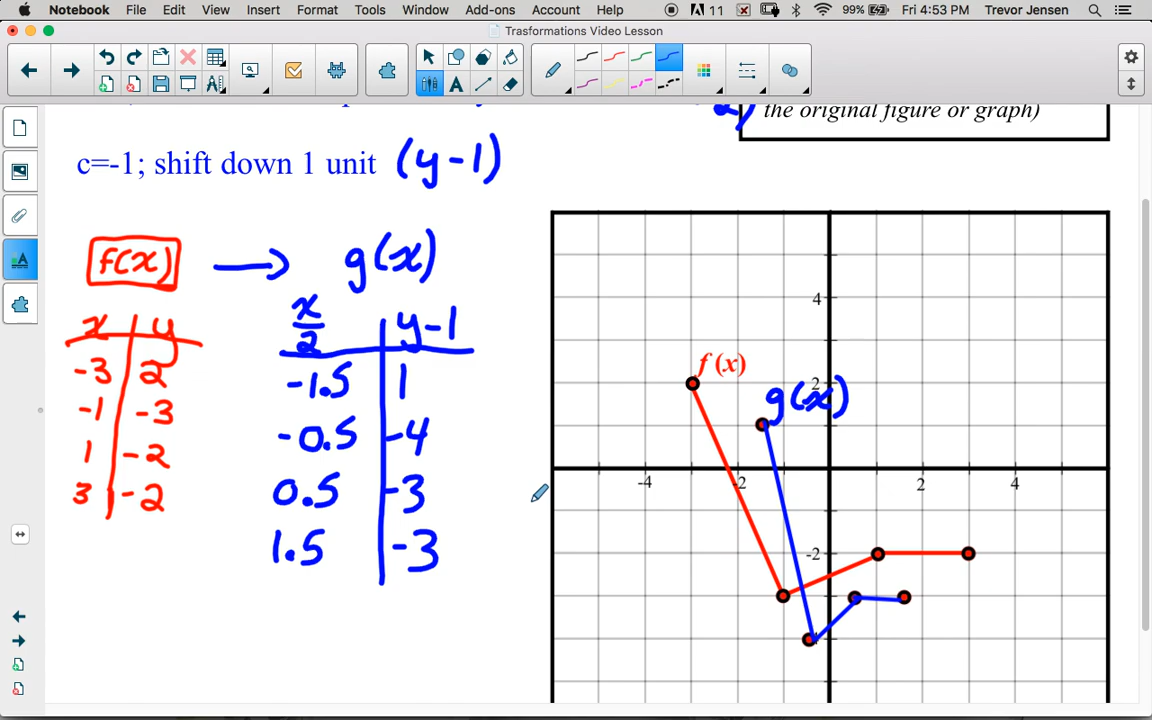 Notebook File Edit View Insert Format Tools Window Add-ons Account Help 11 99% Fri 4:53 PM Trevor Jensen
Trasformations Video Lesson
the original figure or graph)
c=-1; shift down 1 unit (y-1)
f(x) → g(x)
x y
-3 2
-1 -3
1 -2
3 -2
x/2 y-1
-1.5 1
-0.5 -4
0.5 -3
1.5 -3
4
f(x)
2
g(x)
-4 -2 2 4
-2